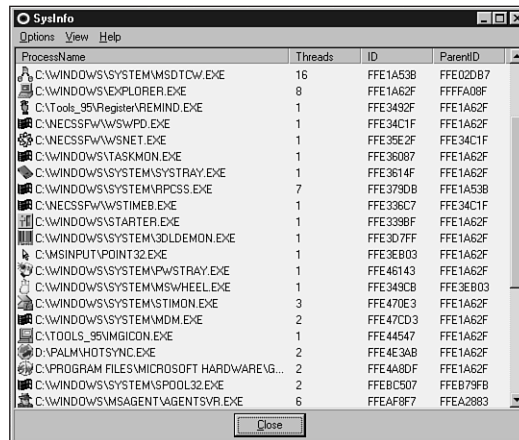 SysInfo
Options View Help
ProcessName Threads ID ParentID
C:\WINDOWS\SYSTEM\MSDTCW.EXE 16 FFE1A53B FFE02DB7
C:\WINDOWS\EXPLORER.EXE 8 FFE1A62F FFFFA08F
C:\Tools_95\Register\REMIND.EXE 1 FFE3492F FFE1A62F
C:\NECSSFW\WSWPD.EXE 1 FFE34C1F FFE1A62F
C:\NECSSFW\WSNET.EXE 1 FFE35E2F FFE34C1F
C:\WINDOWS\TASKMON.EXE 1 FFE36087 FFE1A62F
C:\WINDOWS\SYSTEM\SYSTRAY.EXE 1 FFE3614F FFE1A62F
C:\WINDOWS\SYSTEM\RPCSS.EXE 7 FFE379DB FFE1A53B
C:\NECSSFW\WSTIMEB.EXE 1 FFE336C7 FFE34C1F
C:\WINDOWS\STARTER.EXE 1 FFE339BF FFE1A62F
C:\WINDOWS\SYSTEM\3DLDEMON.EXE 1 FFE3D7FF FFE1A62F
C:\MSINPUT\POINT32.EXE 1 FFE3EB03 FFE1A62F
C:\WINDOWS\SYSTEM\PWSTRAY.EXE 1 FFE46143 FFE1A62F
C:\WINDOWS\SYSTEM\MSWHEEL.EXE 1 FFE349CB FFE3EB03
C:\WINDOWS\SYSTEM\STIMON.EXE 3 FFE470E3 FFE1A62F
C:\WINDOWS\SYSTEM\MDM.EXE 2 FFE47CD3 FFE1A62F
C:\TOOLS_95\IMGICON.EXE 1 FFE44547 FFE1A62F
D:\PALM\HOTSYNC.EXE 2 FFE4E3AB FFE1A62F
C:\PROGRAM FILES\MICROSOFT HARDWARE\G... 2 FFE4A8DF FFE1A62F
C:\WINDOWS\SYSTEM\SPOOL32.EXE 2 FFEBC507 FFEB79FB
C:\WINDOWS\MSAGENT\AGENTSVR.EXE 6 FFEAF8F7 FFEA2883
Close